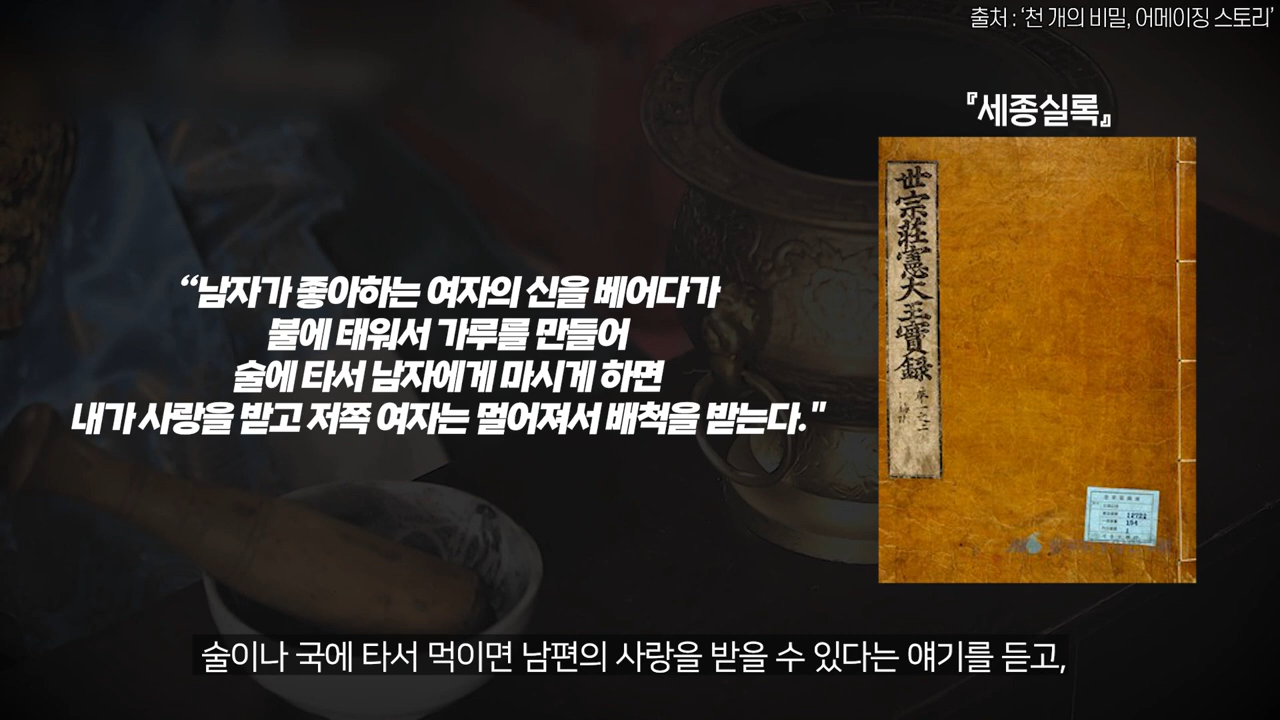 출처 : '천 개의 비밀, 어메이징 스토리'
『세종실록』
世宗莊憲大王實錄
“남자가 좋아하는 여자의 신을 베어다가
불에 태워서 가루를 만들어
술에 타서 남자에게 마시게 하면
내가 사랑을 받고 저쪽 여자는 멀어져서 배척을 받는다."
12722
154
1
술이나 국에 타서 먹이면 남편의 사랑을 받을 수 있다는 얘기를 듣고,